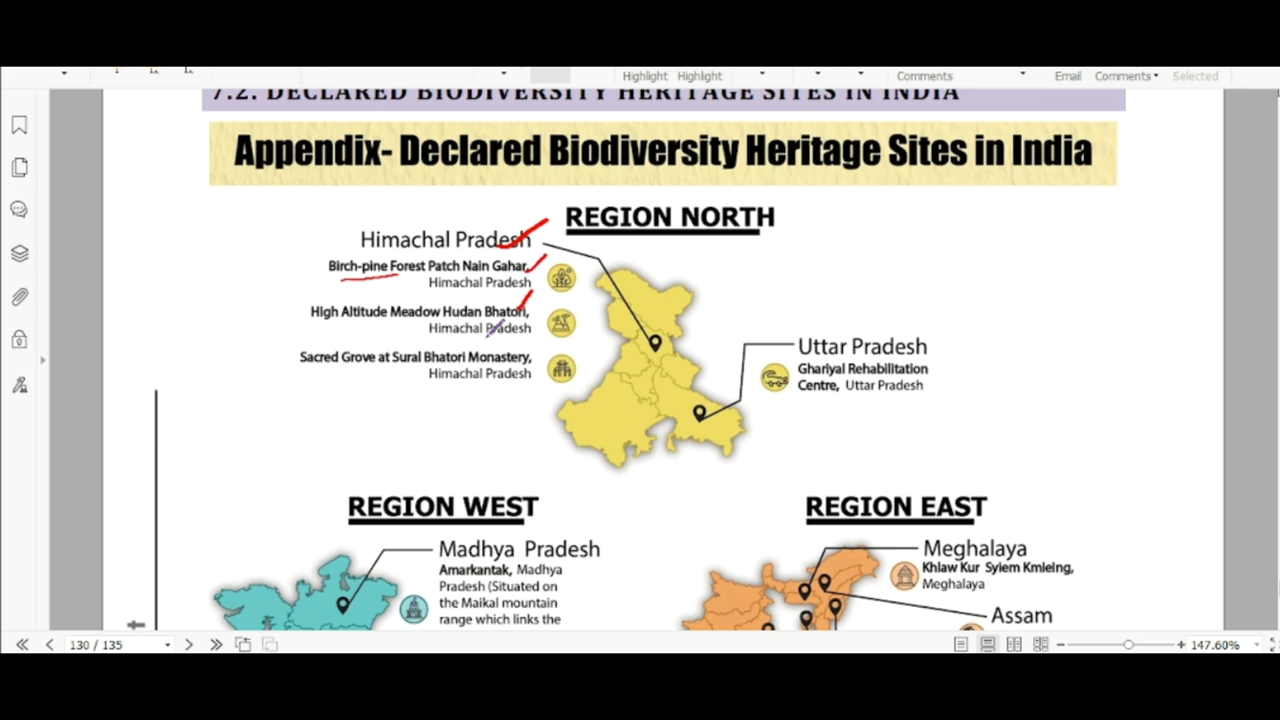 Highlight Highlight Comments Email Comments Selected
7.2. DECLARED BIODIVERSITY HERITAGE SITES IN INDIA
Appendix- Declared Biodiversity Heritage Sites in India
REGION NORTH
Himachal Pradesh
Birch-pine Forest Patch Nain Gahar,
Himachal Pradesh
High Altitude Meadow Hudan Bhatori,
Himachal Pradesh
Sacred Grove at Sural Bhatori Monastery,
Himachal Pradesh
Uttar Pradesh
Ghariyal Rehabilitation
Centre, Uttar Pradesh
REGION WEST
Madhya Pradesh
Amarkantak, Madhya
Pradesh (Situated on
the Maikal mountain
range which links the
REGION EAST
Meghalaya
Khlaw Kur Syiem Kmieing,
Meghalaya
Assam
130 / 135
147.60%